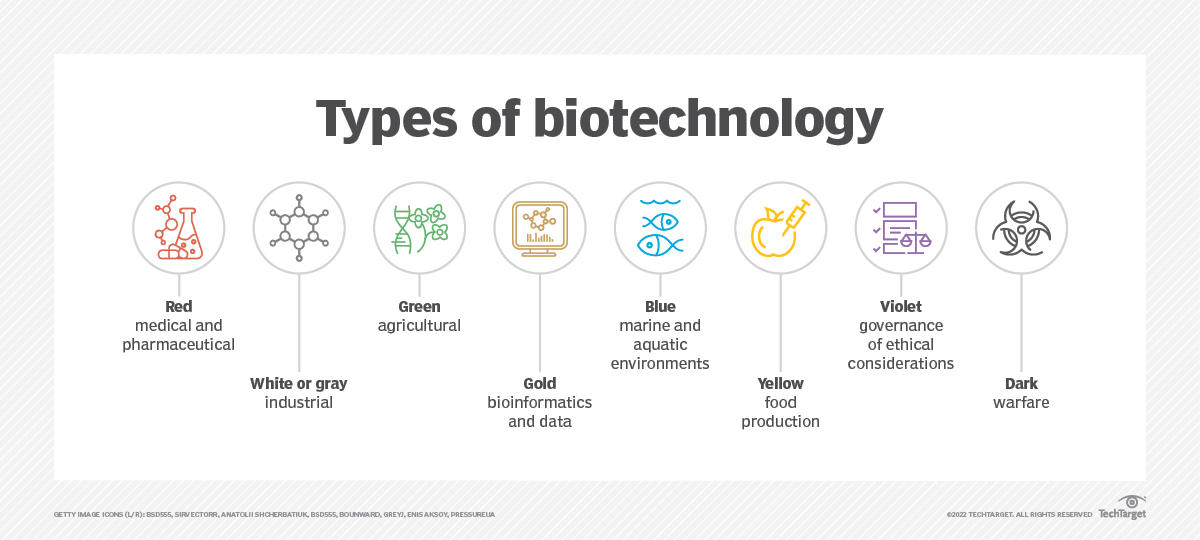 Types of biotechnology
Red
medical and
pharmaceutical
White or gray
industrial
Green
agricultural
Gold
bioinformatics
and data
Blue
marine and
aquatic
environments
Yellow
food
production
Violet
governance
of ethical
considerations
Dark
warfare
GETTY IMAGE ICONS (L/R): BSD555, SIRVECTORR, ANATOLII SHCHERBATIUK, BSD555, BOUNWARD, GREYJ, ENIS AKSOY, PRESSUREUA
©2022 TECHTARGET. ALL RIGHTS RESERVED
TechTarget